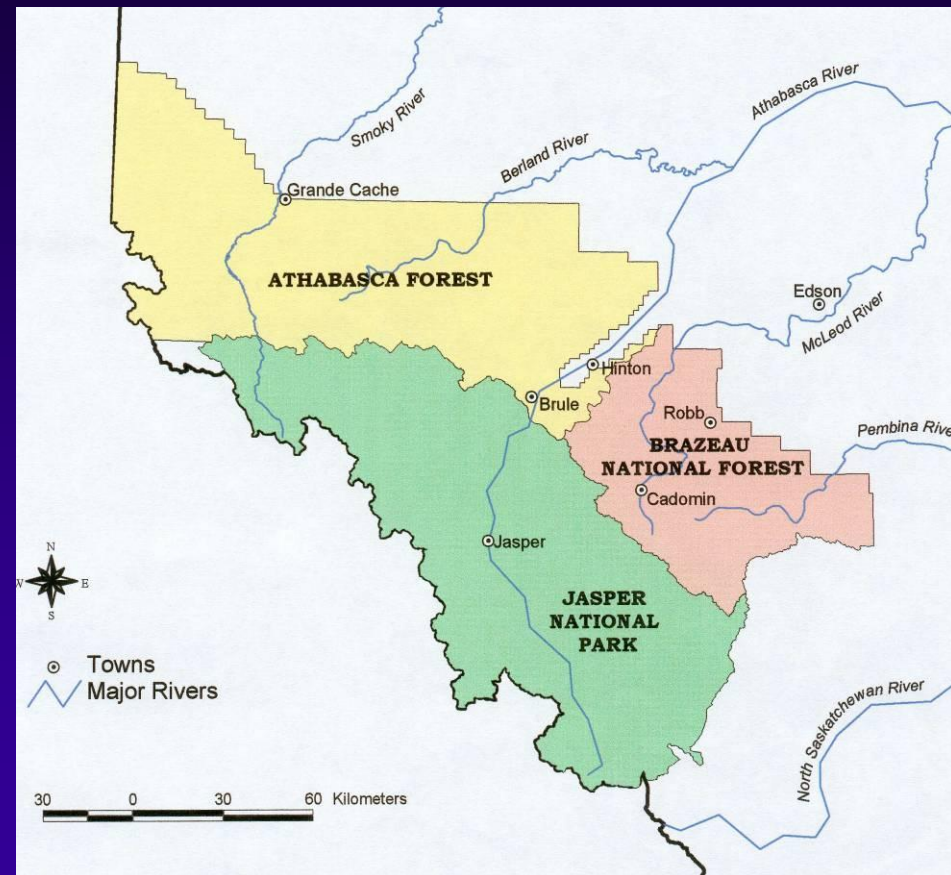 Athabasca River
Smoky River
Berland River
Grande Cache
ATHABASCA FOREST
Edson
McLeod River
Hinton
Brule
Robb
Pembina Rive
BRAZEAU
NATIONAL FOREST
Cadomin
Jasper
N
W E
S
JASPER
NATIONAL
PARK
Towns
Major Rivers
North Saskatchewan River
30 0 30 60 Kilometers